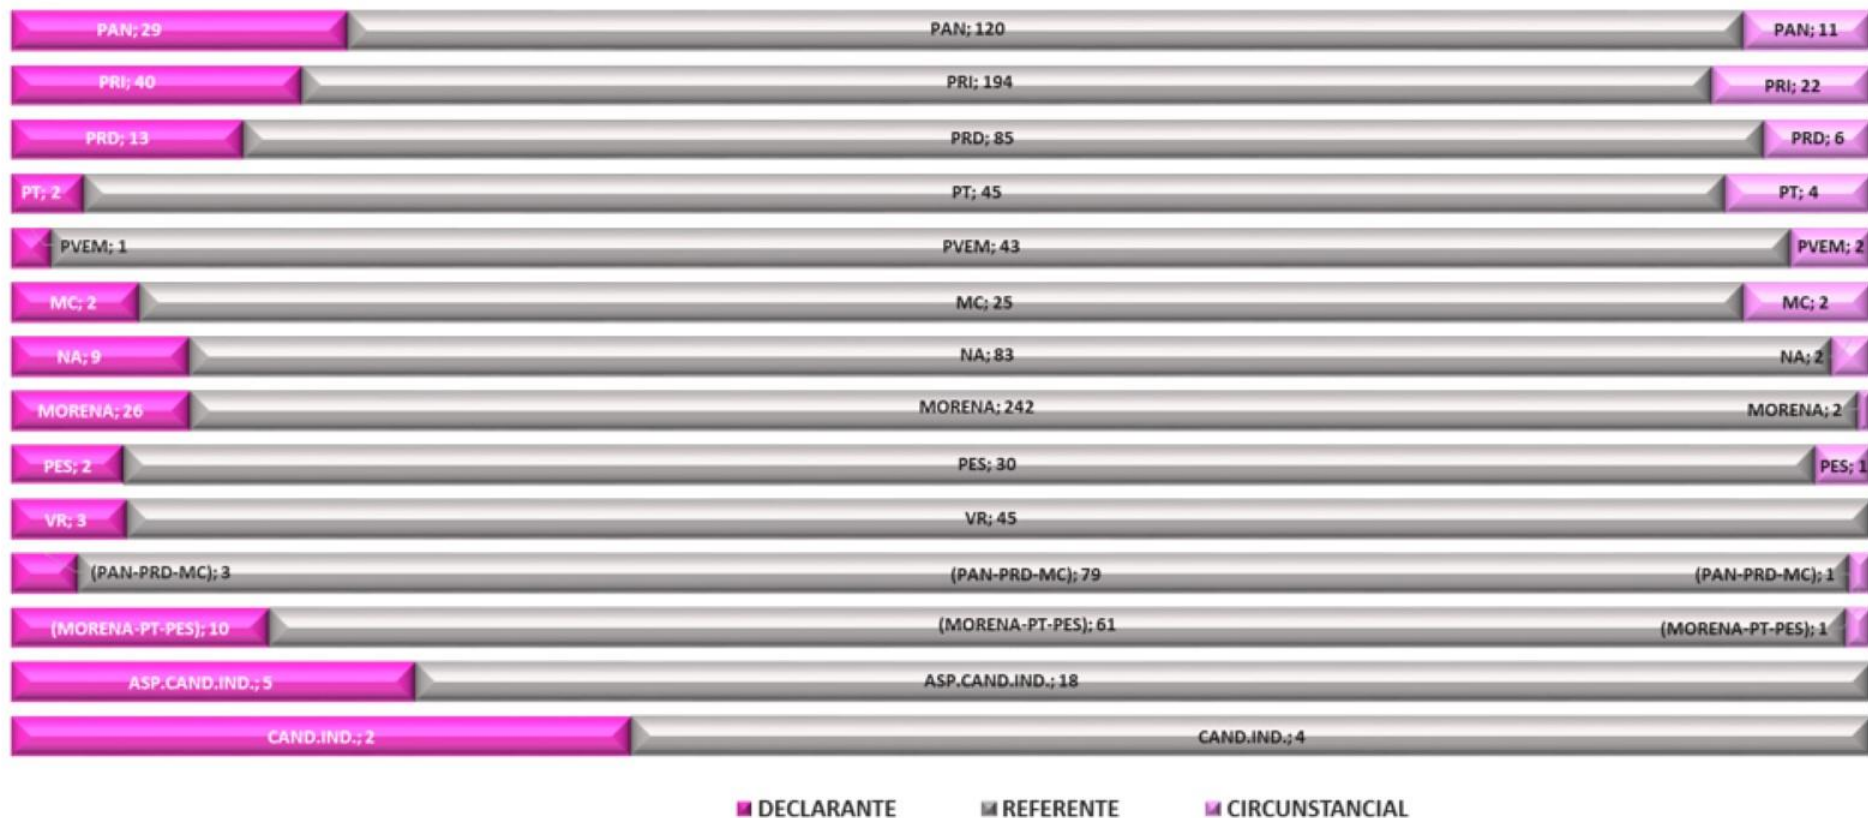 PAN; 29 PAN; 120 PAN; 11
PRI; 40 PRI; 194 PRI; 22
PRD; 13 PRD; 85 PRD; 6
PT; 2 PT; 45 PT; 4
PVEM; 1 PVEM; 43 PVEM; 2
MC; 2 MC; 25 MC; 2
NA; 9 NA; 83 NA; 2
MORENA; 26 MORENA; 242 MORENA; 2
PES; 2 PES; 30 PES; 1
VR; 3 VR; 45
(PAN-PRD-MC); 3 (PAN-PRD-MC); 79 (PAN-PRD-MC); 1
(MORENA-PT-PES); 10 (MORENA-PT-PES); 61 (MORENA-PT-PES); 1
ASP.CAND.IND.; 5 ASP.CAND.IND.; 18
CAND.IND.; 2 CAND.IND.; 4
DECLARANTE REFERENTE CIRCUNSTANCIAL